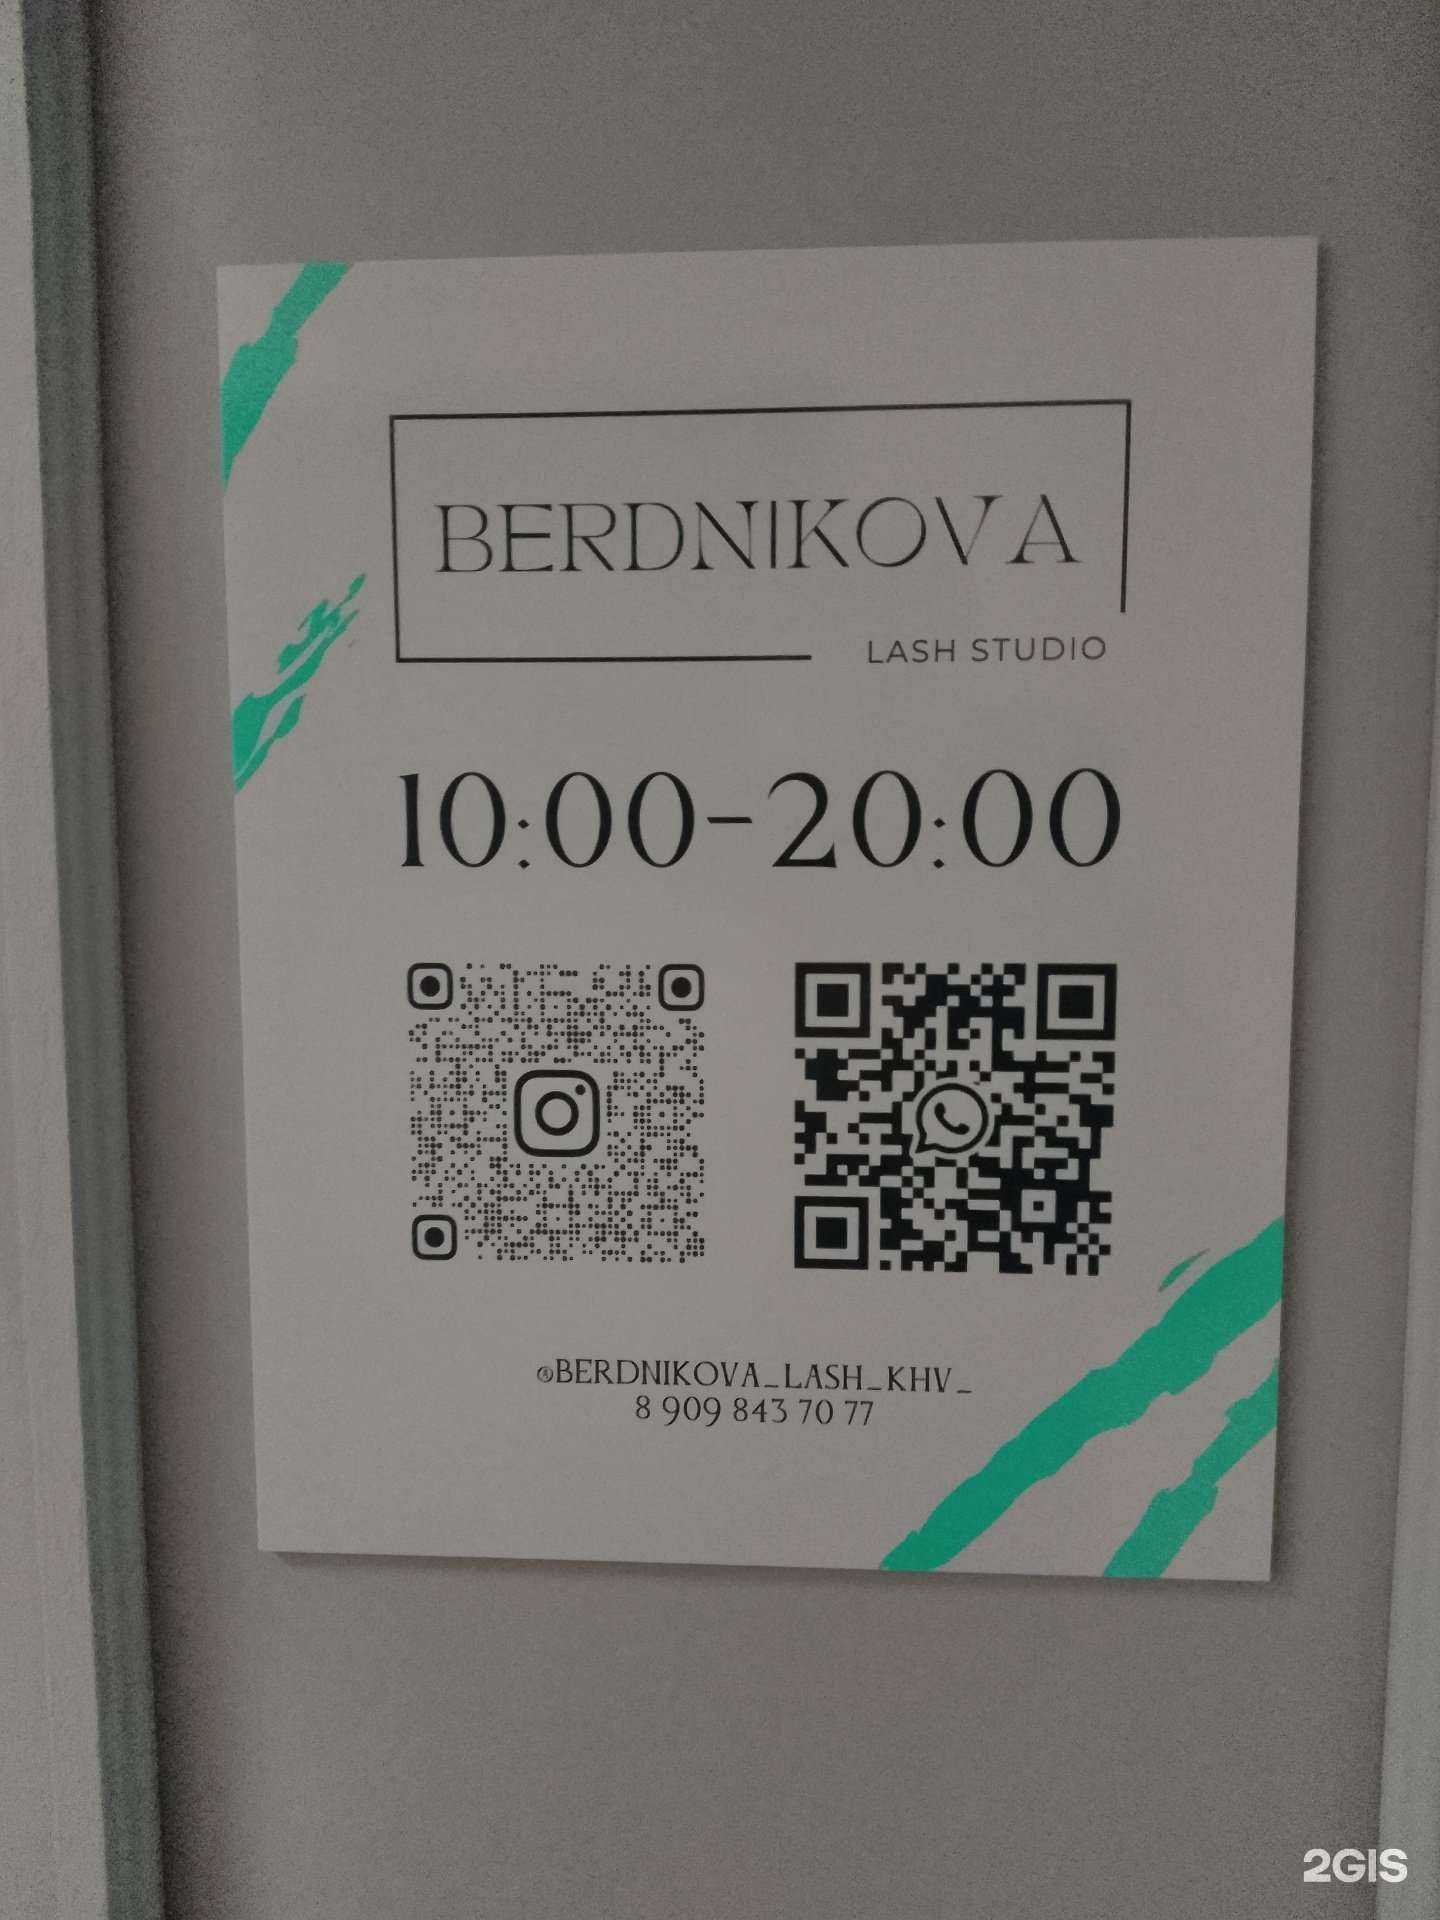 BERDNIKOVA
LASH STUDIO
10:00-20:00
@BERDNIKOVA_LASH_KHV_
8 909 843 70 77
2GIS